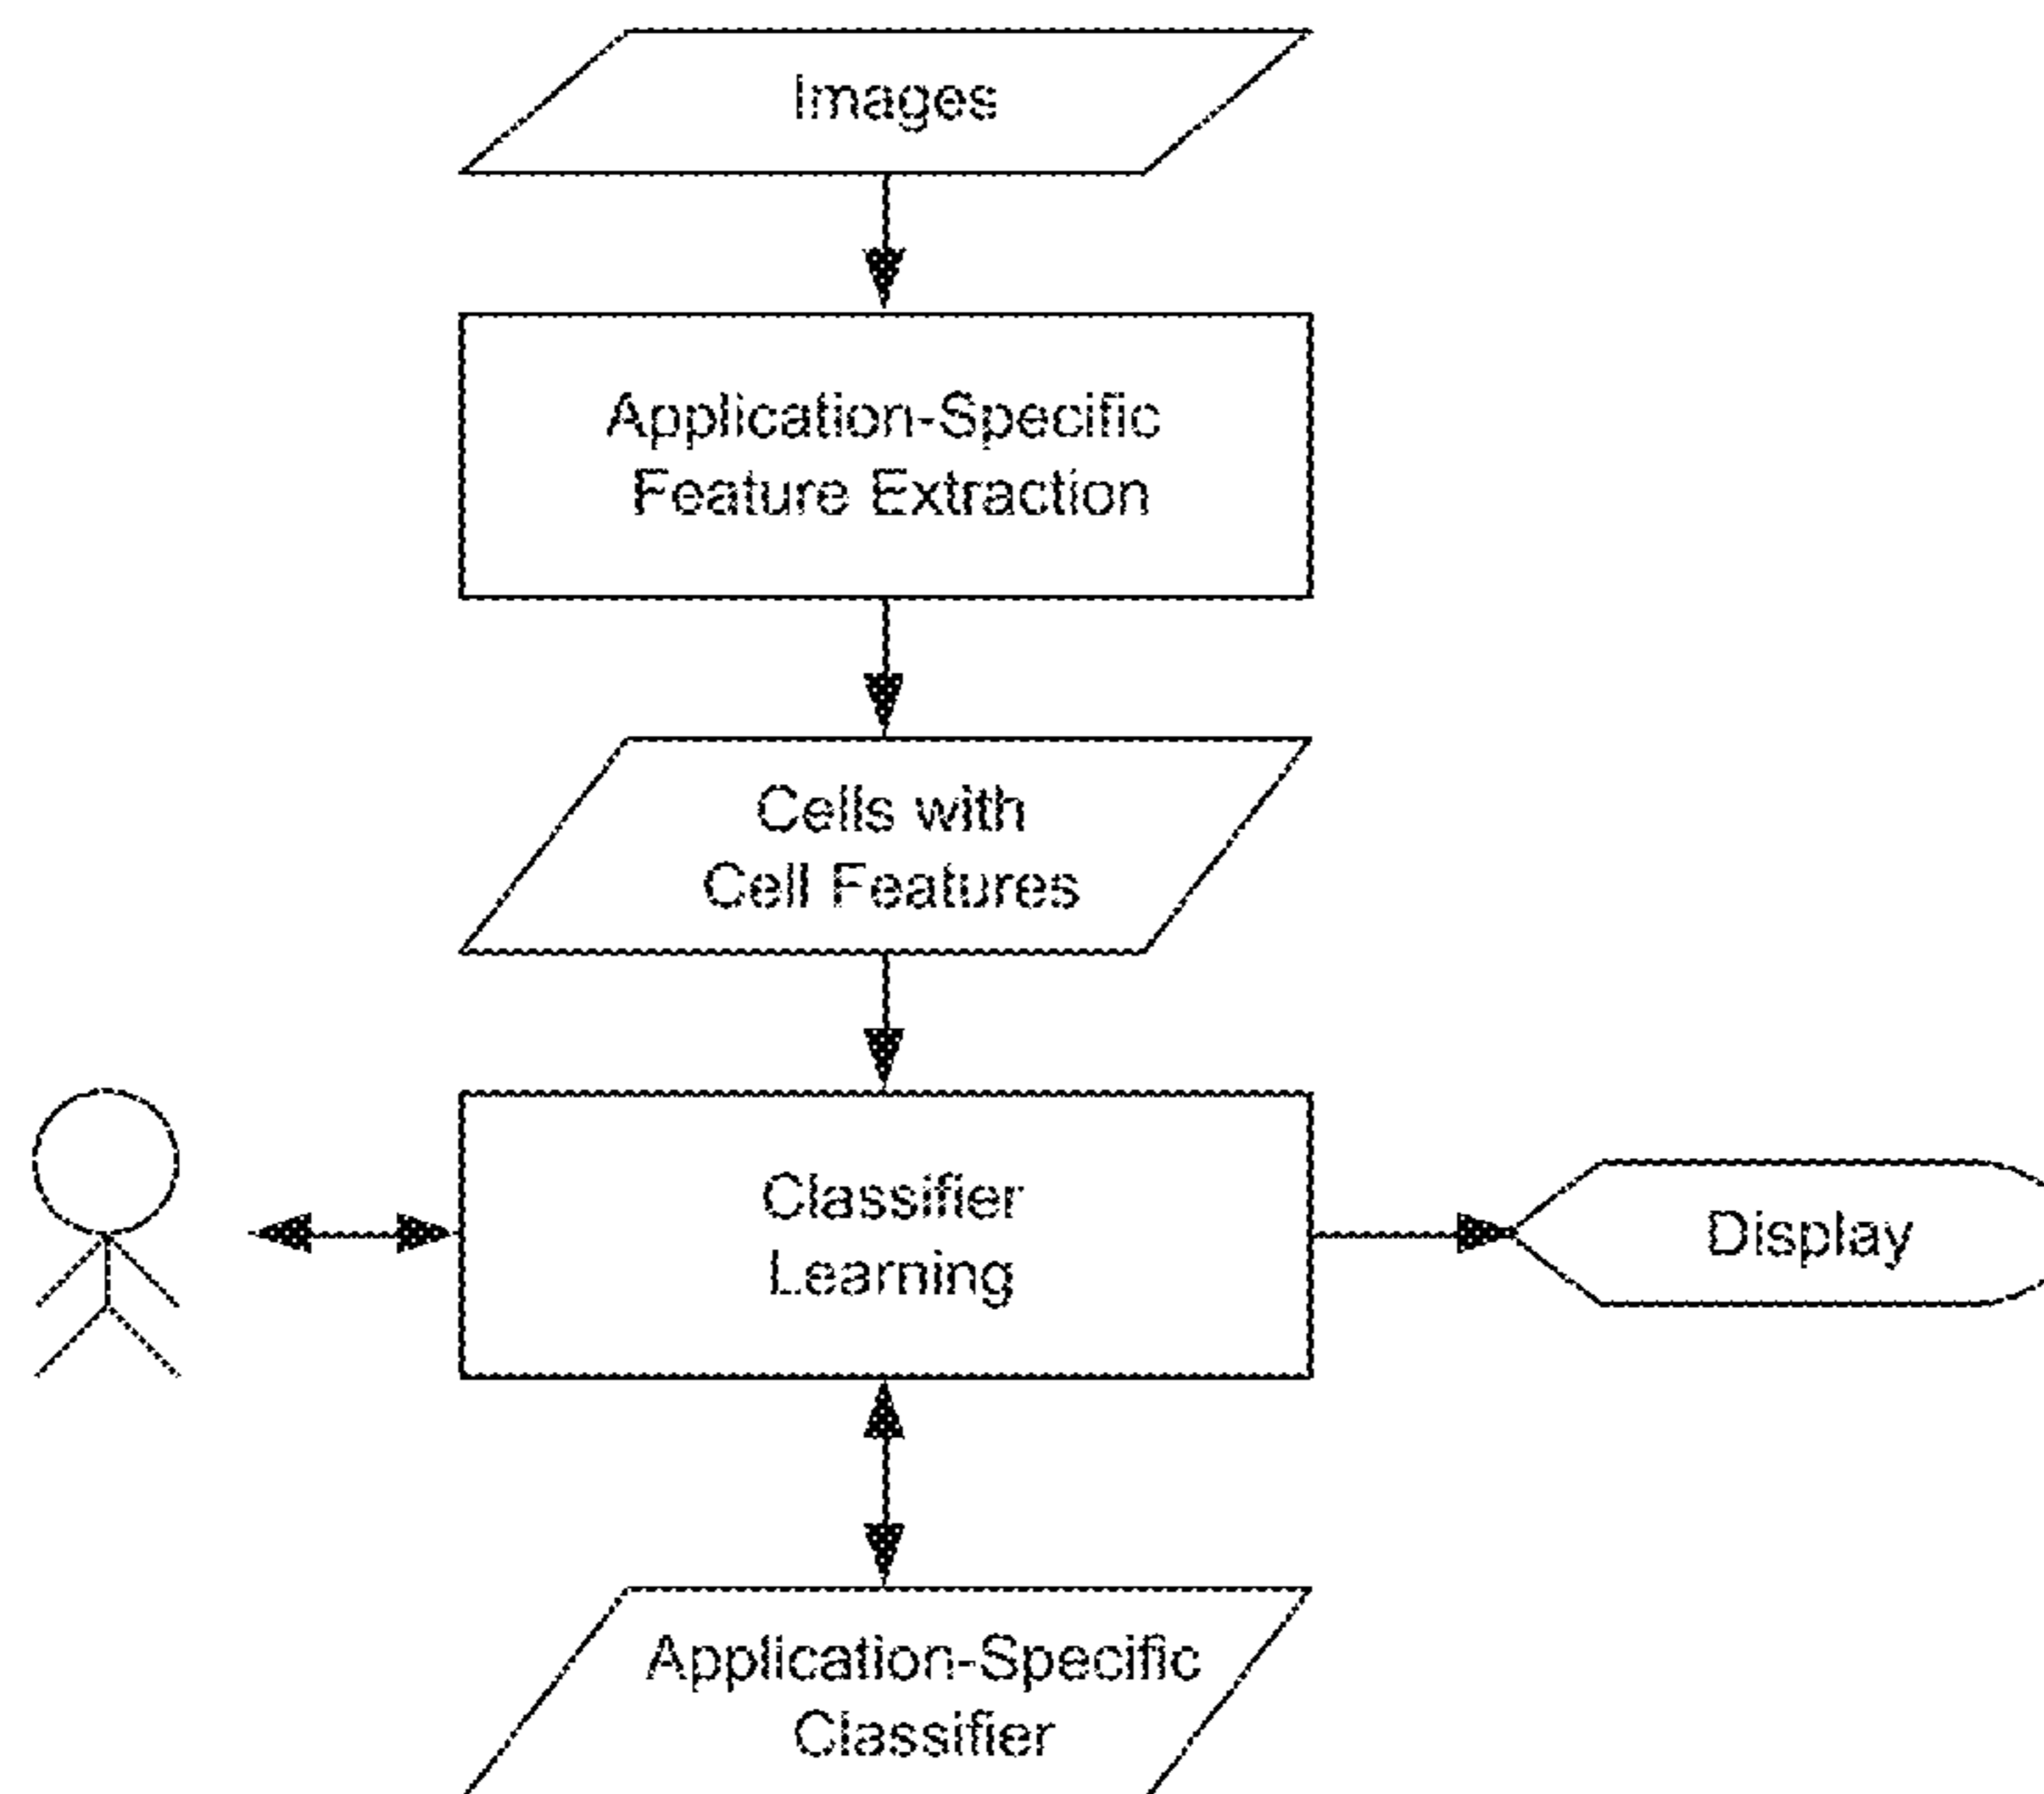 Images
Application-Specific
Feature Extraction
Cells with
Cell Features
Classifier
Learning
Display
Application-Specific
Classifier